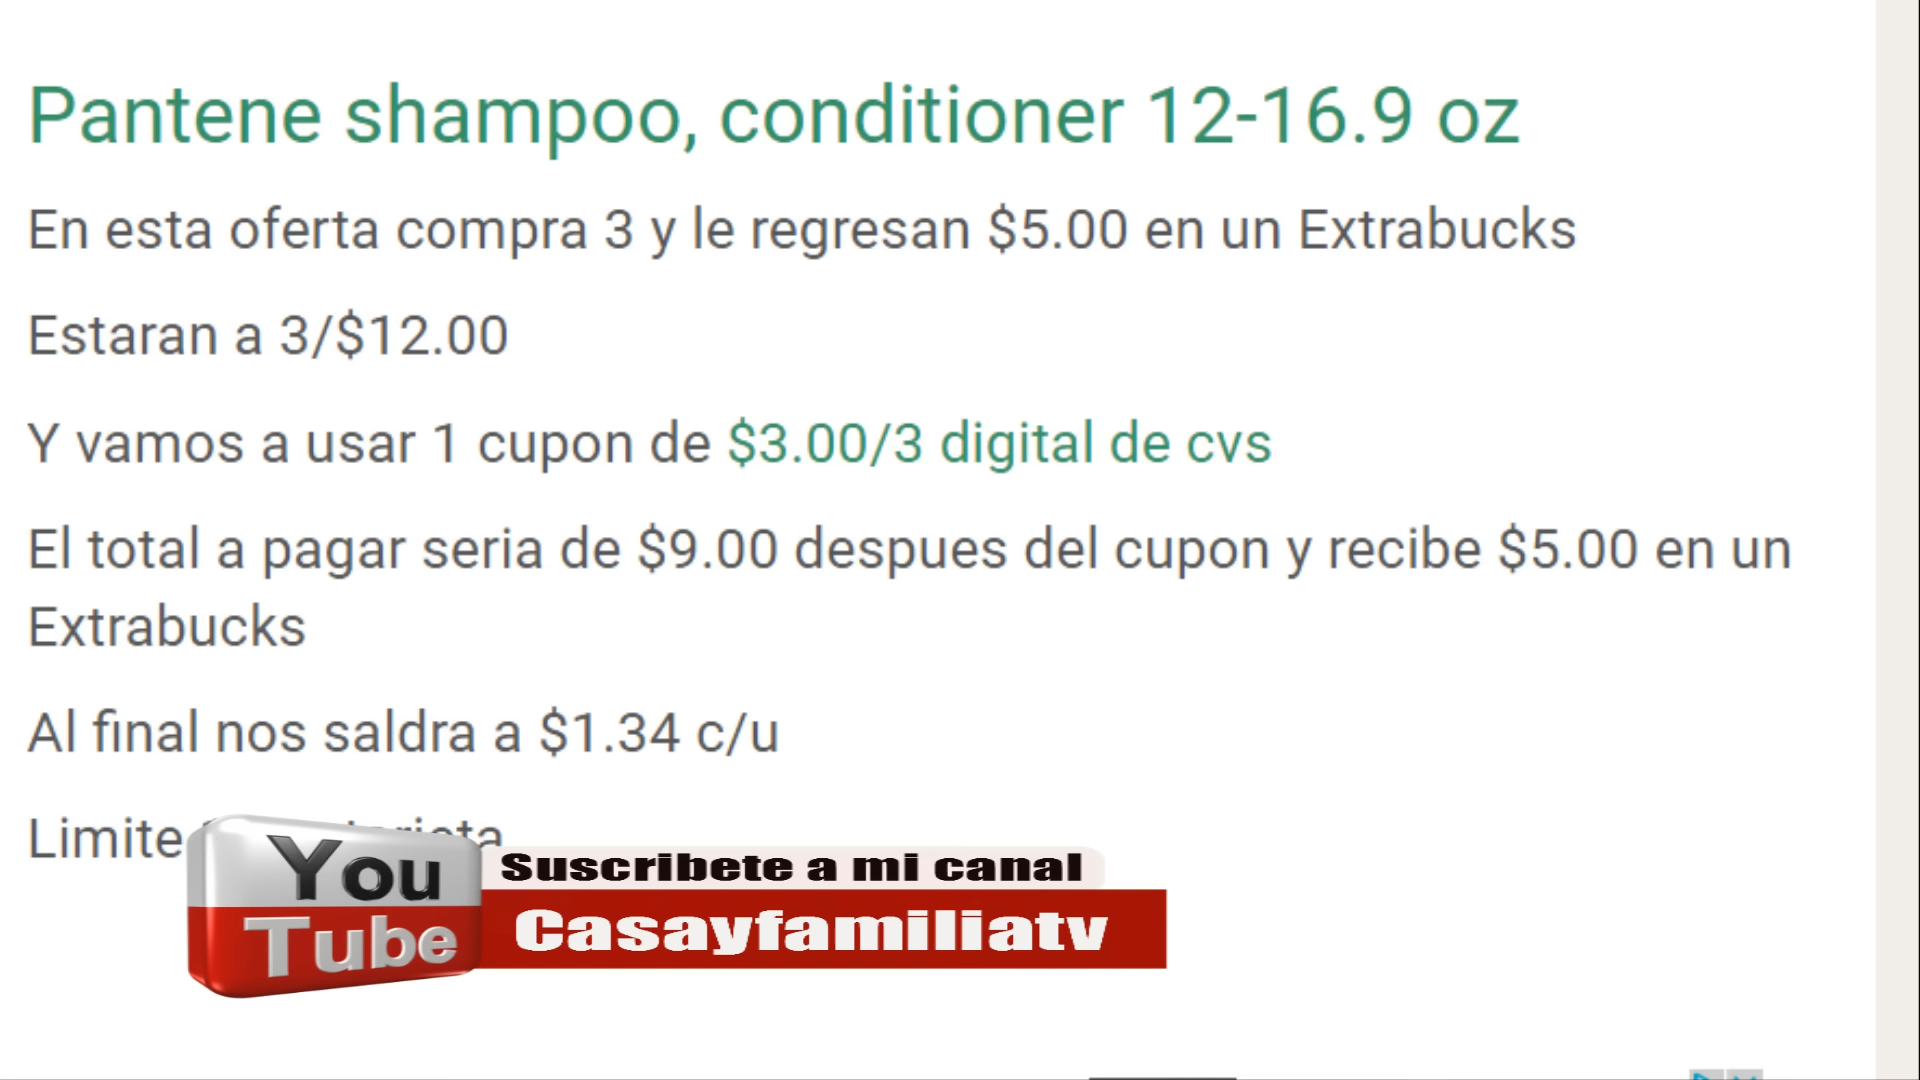 Pantene shampoo, conditioner 12-16.9 oz
En esta oferta compra 3 y le regresan $5.00 en un Extrabucks
Estaran a 3/$12.00
Y vamos a usar 1 cupon de $3.00/3 digital de cvs
El total a pagar seria de $9.00 despues del cupon y recibe $5.00 en un
Extrabucks
Al final nos saldra a $1.34 c/u
Limite
You
Tube
Suscribete a mi canal
Casayfamiliatv